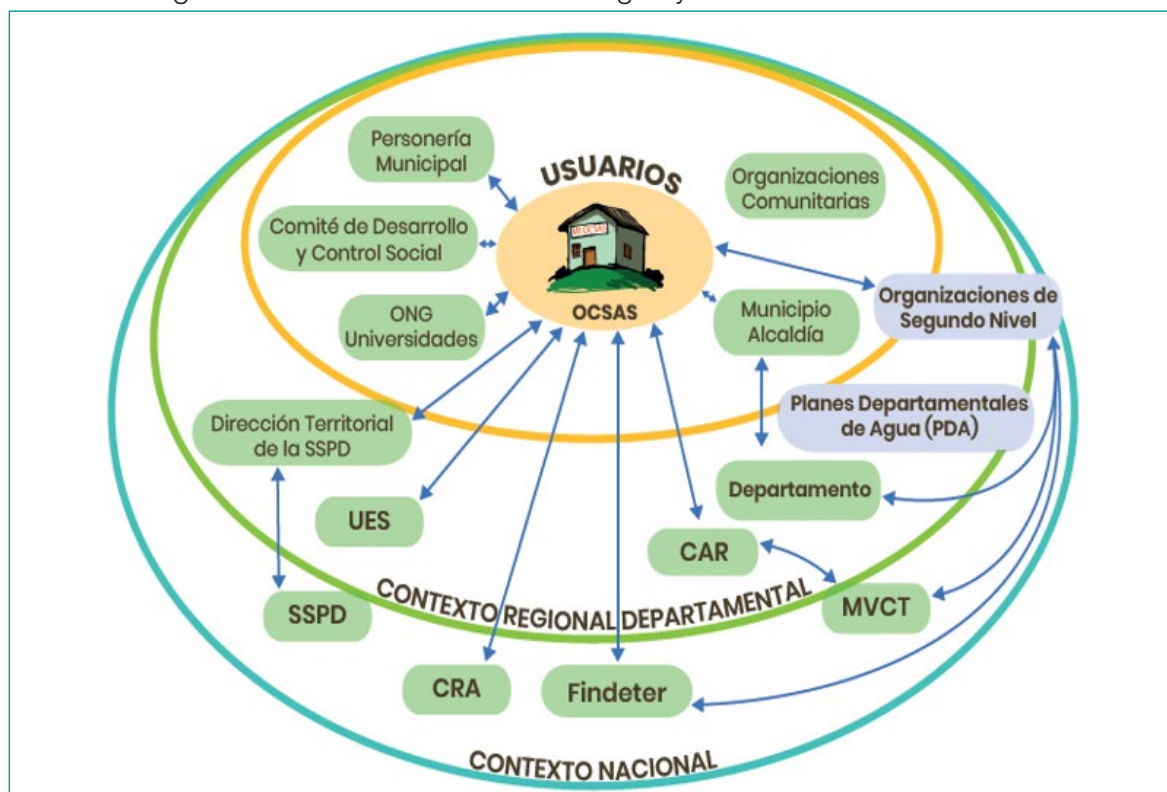 Personería
Municipal
USUARIOS
Organizaciones
Comunitarias
Comité de Desarrollo
y Control Social
MI OCSAS
OCSAS
ONG
Universidades
Municipio
Alcaldía
Organizaciones de
Segundo Nivel
Planes Departamentales
de Agua (PDA)
Dirección Territorial
de la SSPD
Departamento
UES
CAR
CONTEXTO REGIONAL DEPARTAMENTAL
SSPD
MVCT
CRA
Findeter
CONTEXTO NACIONAL